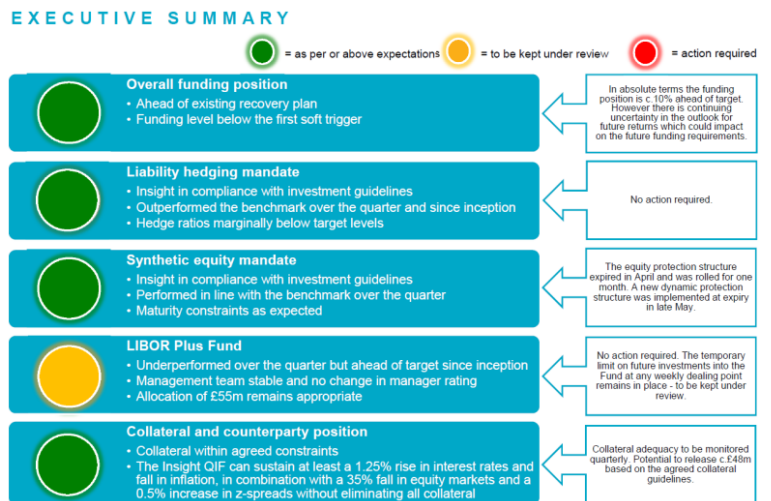 EXECUTIVE SUMMARY
= as per or above expectations
= to be kept under review
= action required
Overall funding position
• Ahead of existing recovery plan
• Funding level below the first soft trigger
In absolute terms the funding
position is c.10% ahead of target.
However there is continuing
uncertainty in the outlook for
future returns which could impact
on the future funding requirements.
Liability hedging mandate
• Insight in compliance with investment guidelines
• Outperformed the benchmark over the quarter and since inception
• Hedge ratios marginally below target levels
No action required.
Synthetic equity mandate
• Insight in compliance with investment guidelines
• Performed in line with the benchmark over the quarter
• Maturity constraints as expected
The equity protection structure
expired in April and was rolled for one
month. A new dynamic protection
structure was implemented at expiry
in late May.
LIBOR Plus Fund
• Underperformed over the quarter but ahead of target since inception
• Management team stable and no change in manager rating
• Allocation of £55m remains appropriate
No action required. The temporary
limit on future investments into the
Fund at any weekly dealing point
remains in place - to be kept under
review.
Collateral and counterparty position
• Collateral within agreed constraints
• The Insight QIF can sustain at least a 1.25% rise in interest rates and
fall in inflation, in combination with a 35% fall in equity markets and a
0.5% increase in z-spreads without eliminating all collateral
Collateral adequacy to be monitored
quarterly. Potential to release c.£48m
based on the agreed collateral
guidelines.